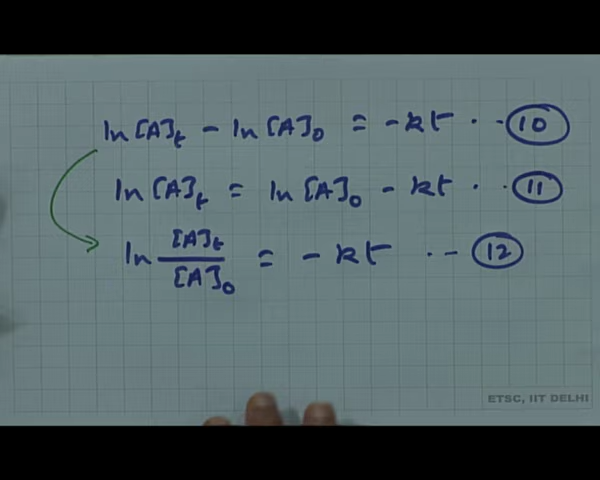 ln [A]t - ln [A]0 = -kt . . . 10
ln [A]t = ln [A]0 - kt . . 11
ln [A]t / [A]0 = - kt . . - 12
ETSC, IIT DELHI